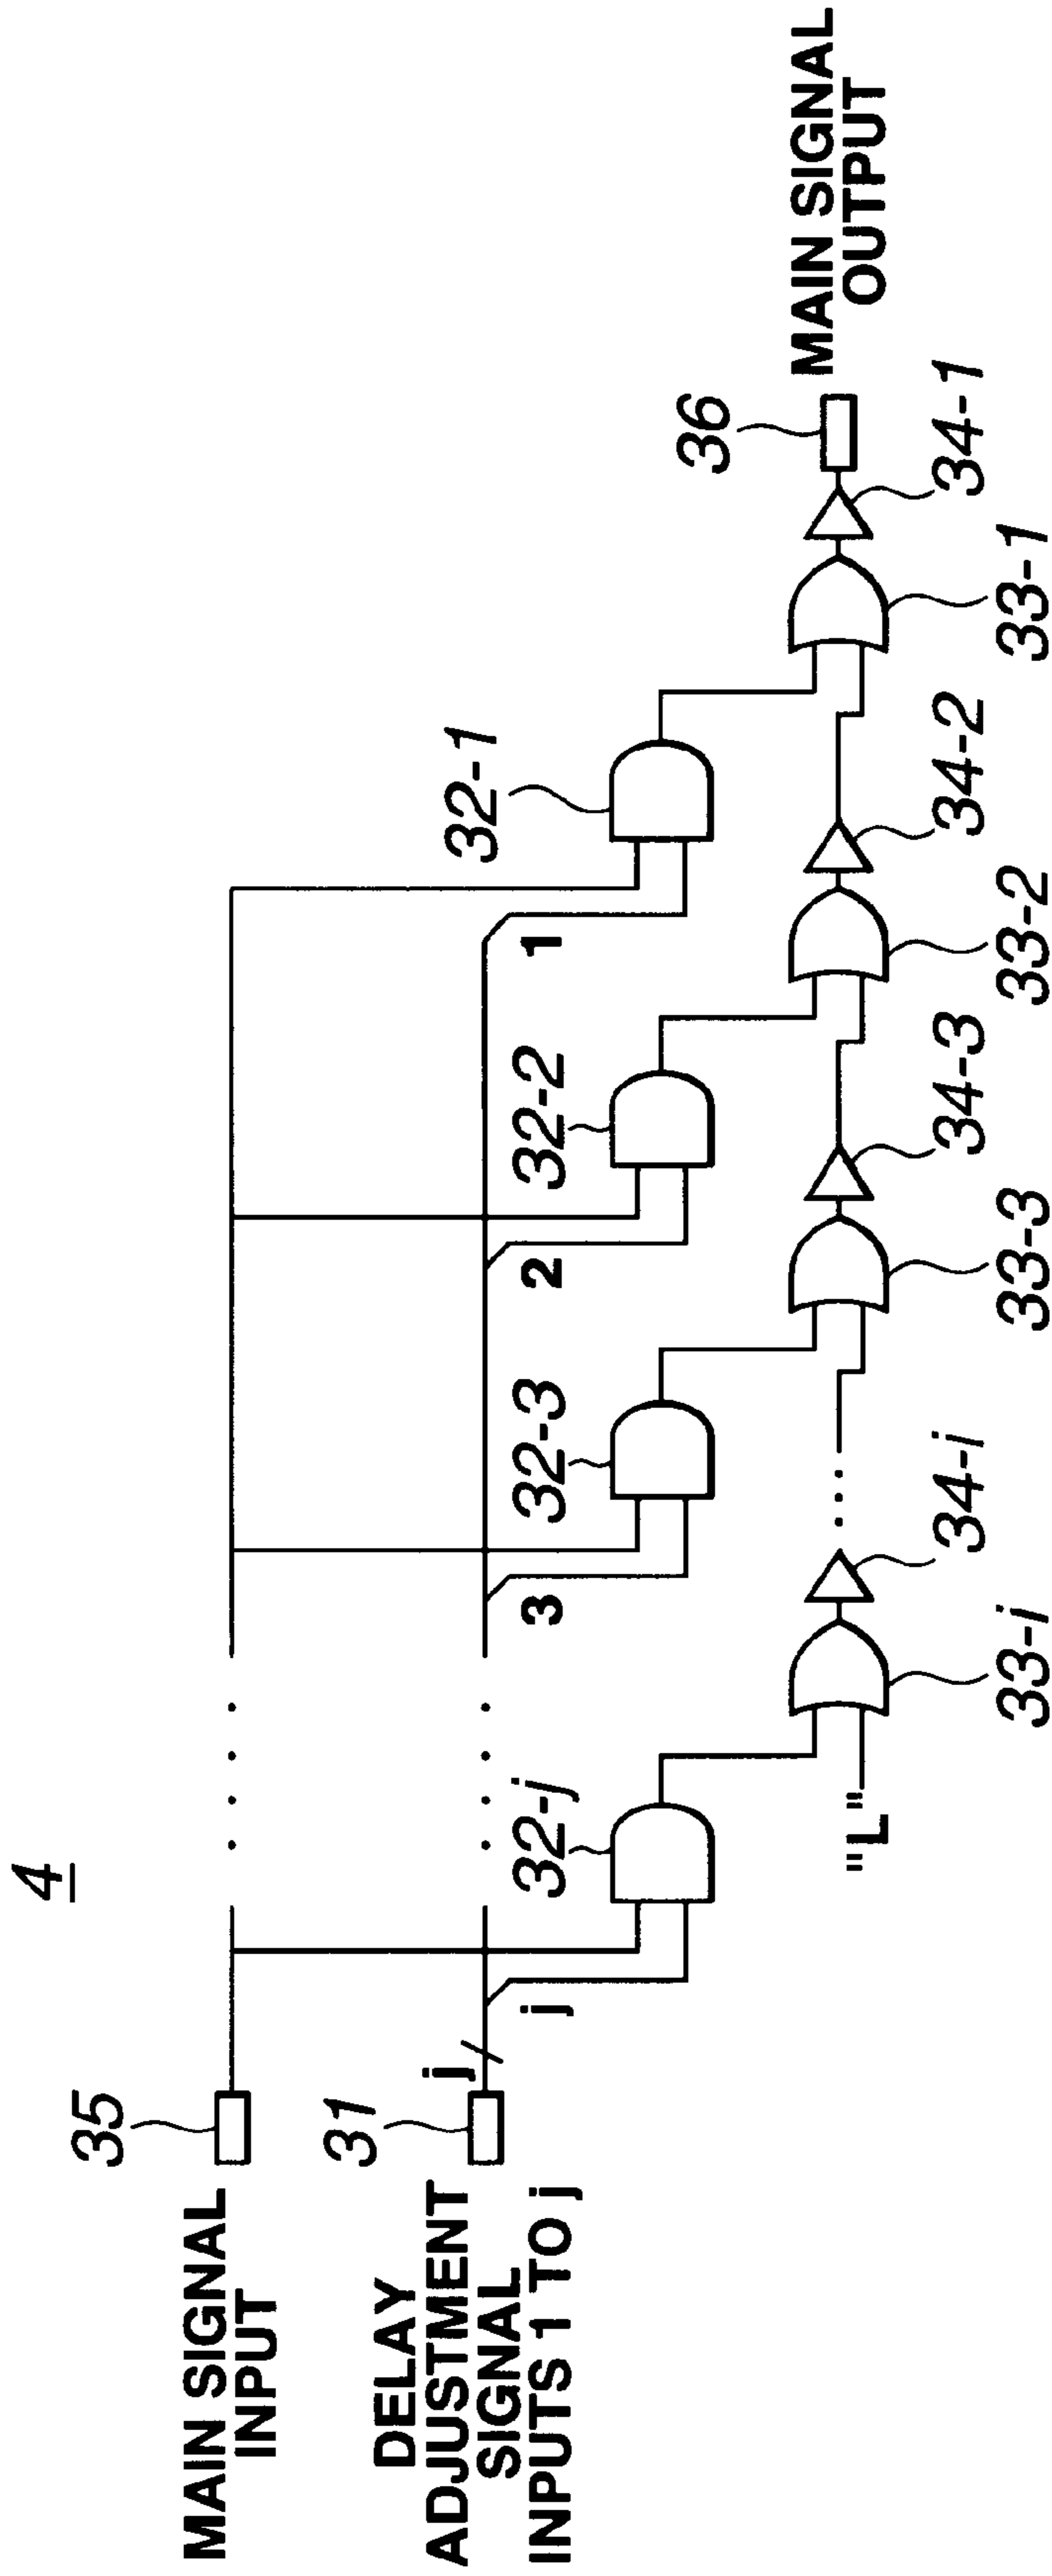 4
35
MAIN SIGNAL
INPUT
31
DELAY
ADJUSTMENT
SIGNAL
INPUTS 1 TO j
j
j
3
2
1
32-j
32-3
32-2
32-1
"L"
33-i
34-i
33-3
34-3
33-2
34-2
33-1
34-1
36
MAIN SIGNAL
OUTPUT